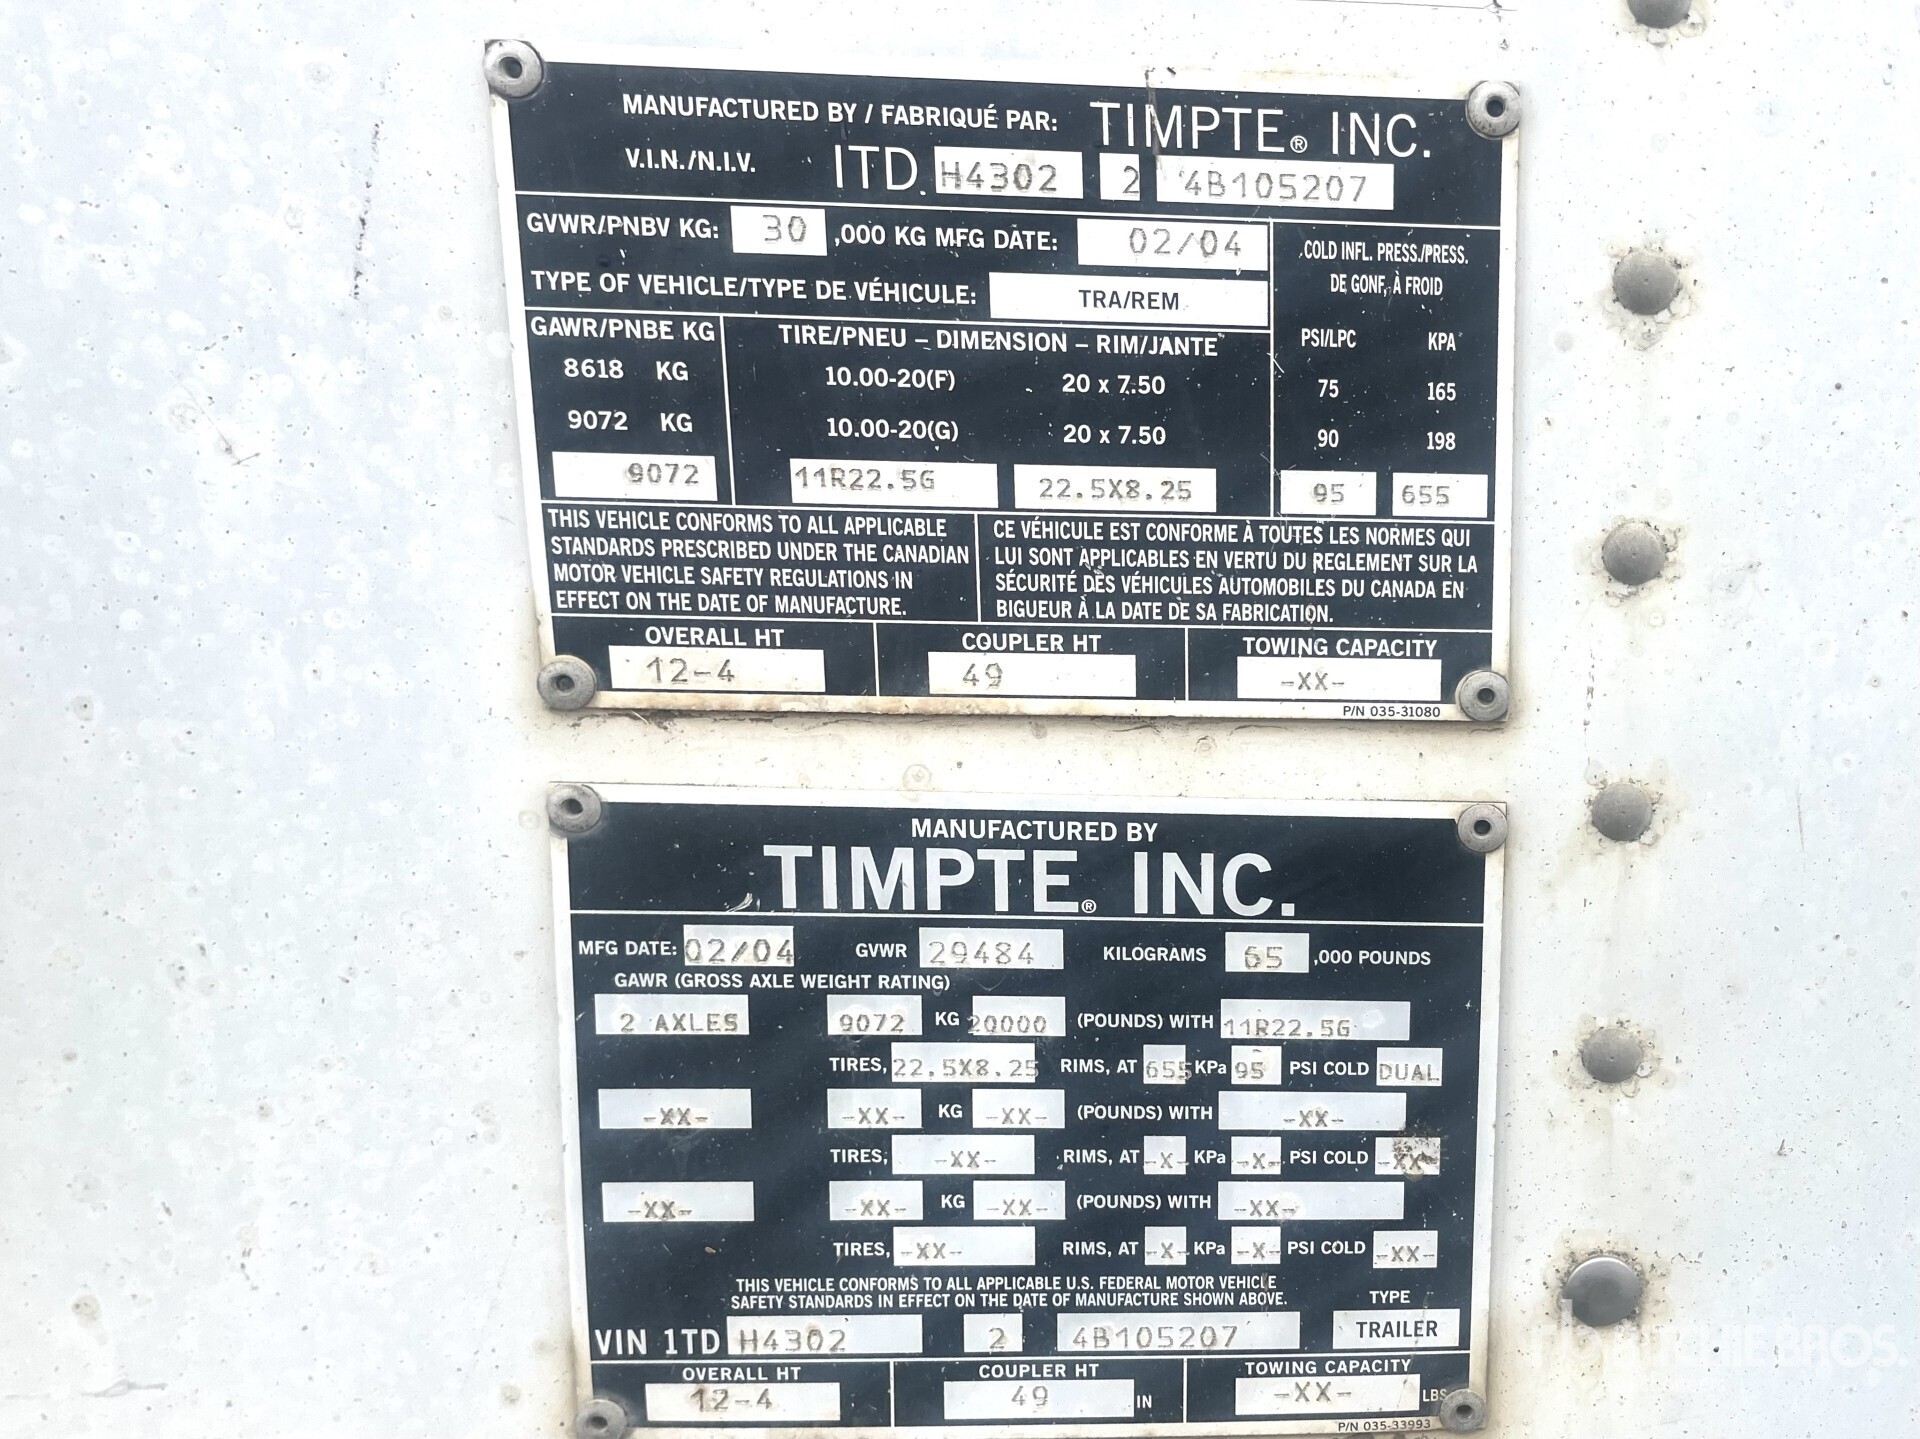 MANUFACTURED BY / FABRIQUÉ PAR: TIMPTE® INC.
V.I.N./N.I.V. ITD. H4302 2 4B105207
GVWR/PNBV KG: 30 ,000 KG MFG DATE: 02/04
COLD INFL. PRESS./PRESS.
DE GONF, À FROID
TYPE OF VEHICLE/TYPE DE VÉHICULE: TRA/REM
GAWR/PNBE KG TIRE/PNEU – DIMENSION – RIM/JANTE PSI/LPC KPA
8618 KG 10.00-20(F) 20 x 7.50 75 165
9072 KG 10.00-20(G) 20 x 7.50 90 198
9072 11R22.5G 22.5X8.25 95 655
THIS VEHICLE CONFORMS TO ALL APPLICABLE
STANDARDS PRESCRIBED UNDER THE CANADIAN
MOTOR VEHICLE SAFETY REGULATIONS IN
EFFECT ON THE DATE OF MANUFACTURE.
CE VÉHICULE EST CONFORME À TOUTES LES NORMES QUI
LUI SONT APPLICABLES EN VERTU DU REGLEMENT SUR LA
SÉCURITÉ DES VÉHICULES AUTOMOBILES DU CANADA EN
BIGUEUR À LA DATE DE SA FABRICATION.
OVERALL HT COUPLER HT TOWING CAPACITY
12-4 49 -XX-
P/N 035-31080
MANUFACTURED BY
TIMPTE® INC.
MFG DATE: 02/04 GVWR 29484 KILOGRAMS 65 ,000 POUNDS
GAWR (GROSS AXLE WEIGHT RATING)
2 AXLES 9072 KG 20000 (POUNDS) WITH 11R22.5G
TIRES, 22.5X8.25 RIMS, AT 655 KPa 95 PSI COLD DUAL
-XX- -XX- KG -XX- (POUNDS) WITH -XX-
TIRES, -XX- RIMS, AT -X- KPa -X- PSI COLD -XX-
-XX- -XX- KG -XX- (POUNDS) WITH -XX-
TIRES, -XX- RIMS, AT -X- KPa -X- PSI COLD -XX-
THIS VEHICLE CONFORMS TO ALL APPLICABLE U.S. FEDERAL MOTOR VEHICLE
SAFETY STANDARDS IN EFFECT ON THE DATE OF MANUFACTURE SHOWN ABOVE.
TYPE
VIN 1TD H4302 2 4B105207 TRAILER
OVERALL HT COUPLER HT TOWING CAPACITY
12-4 49 IN -XX- LBS
P/N 035-33993